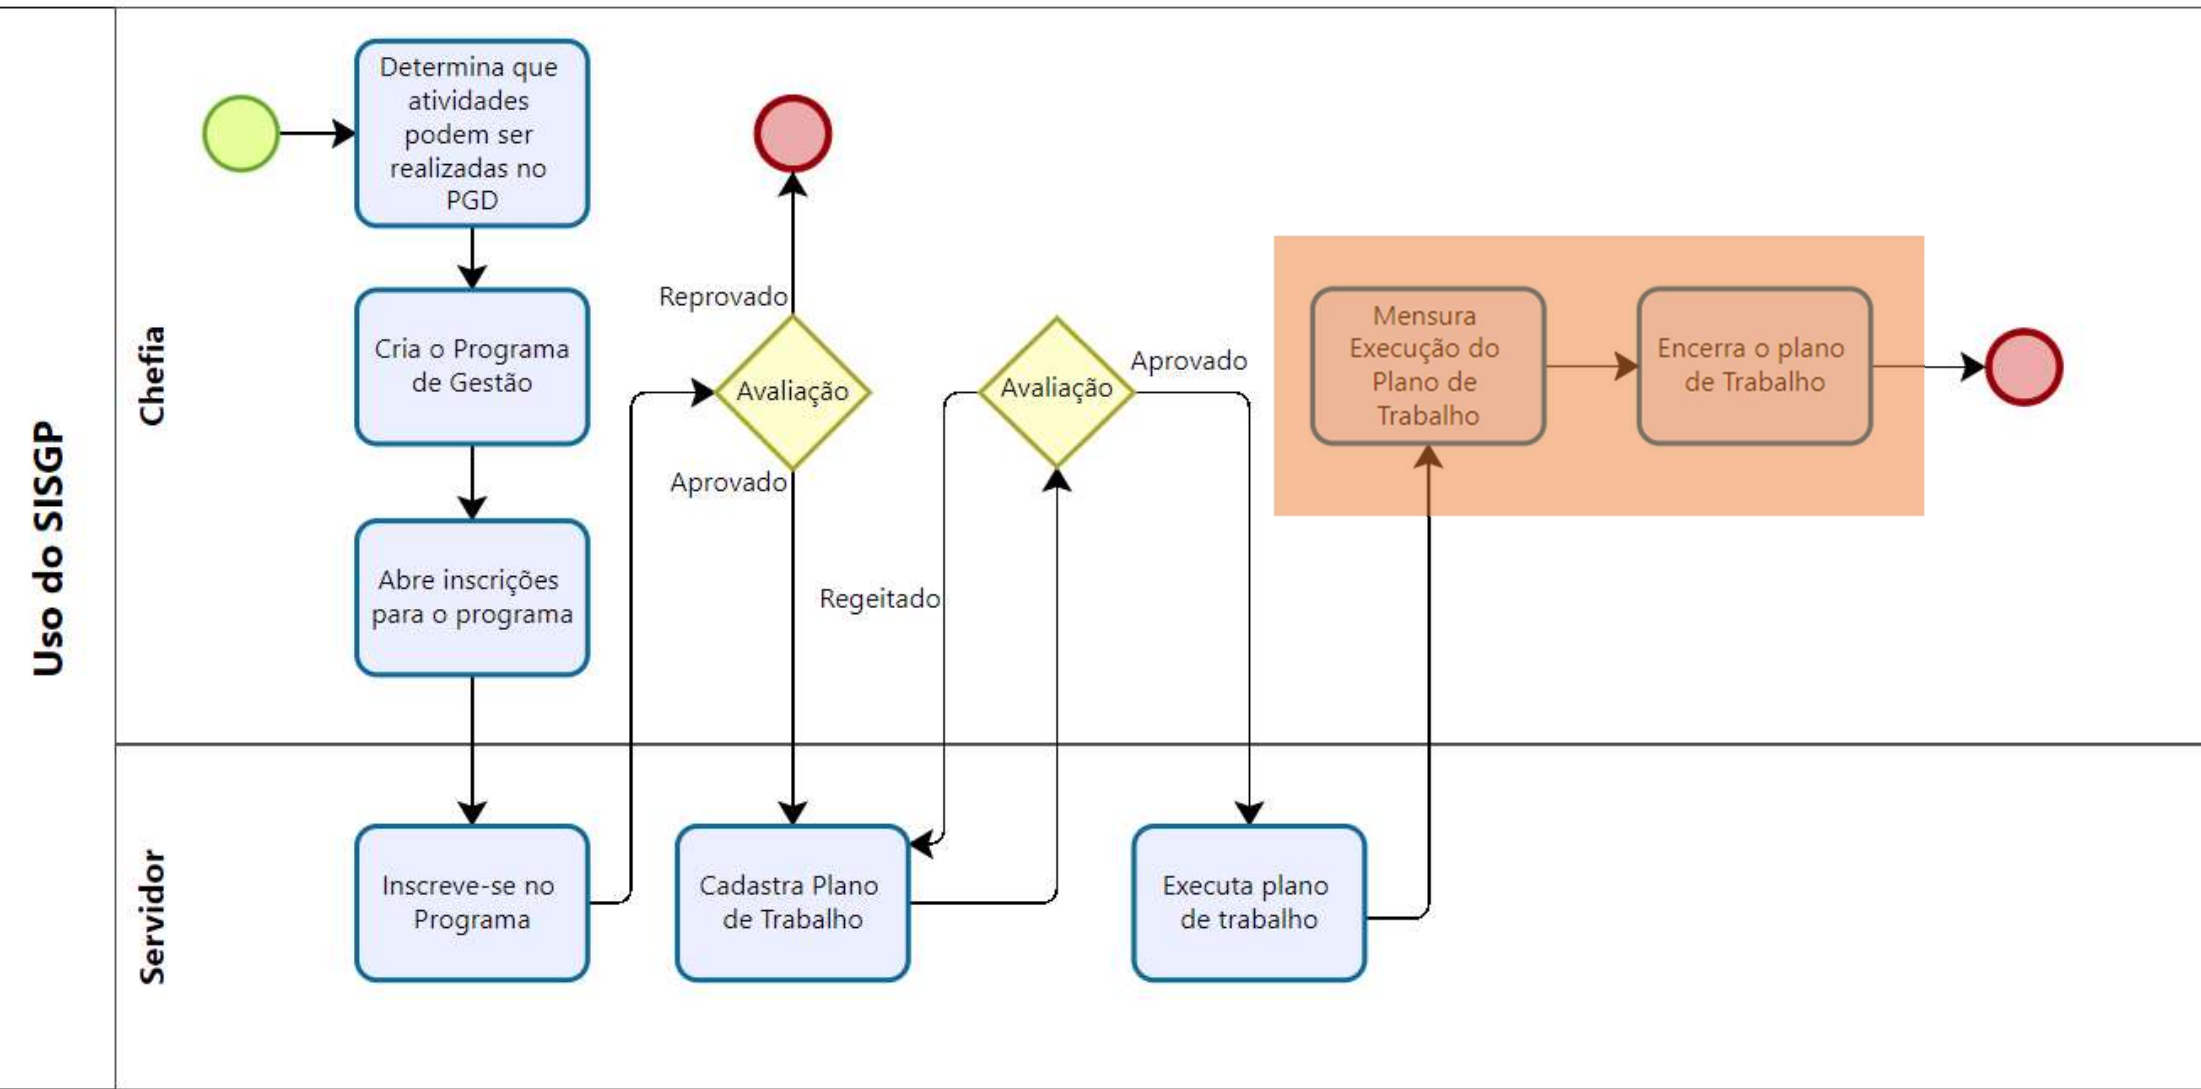 Uso do SISGP
Chefia
Determina que
atividades
podem ser
realizadas no
PGD
Cria o Programa
de Gestão
Abre inscrições
para o programa
Reprovado
Avaliação
Aprovado
Avaliação
Aprovado
Regeitado
Mensura
Execução do
Plano de
Trabalho
Encerra o plano
de Trabalho
Servidor
Inscreve-se no
Programa
Cadastra Plano
de Trabalho
Executa plano
de trabalho